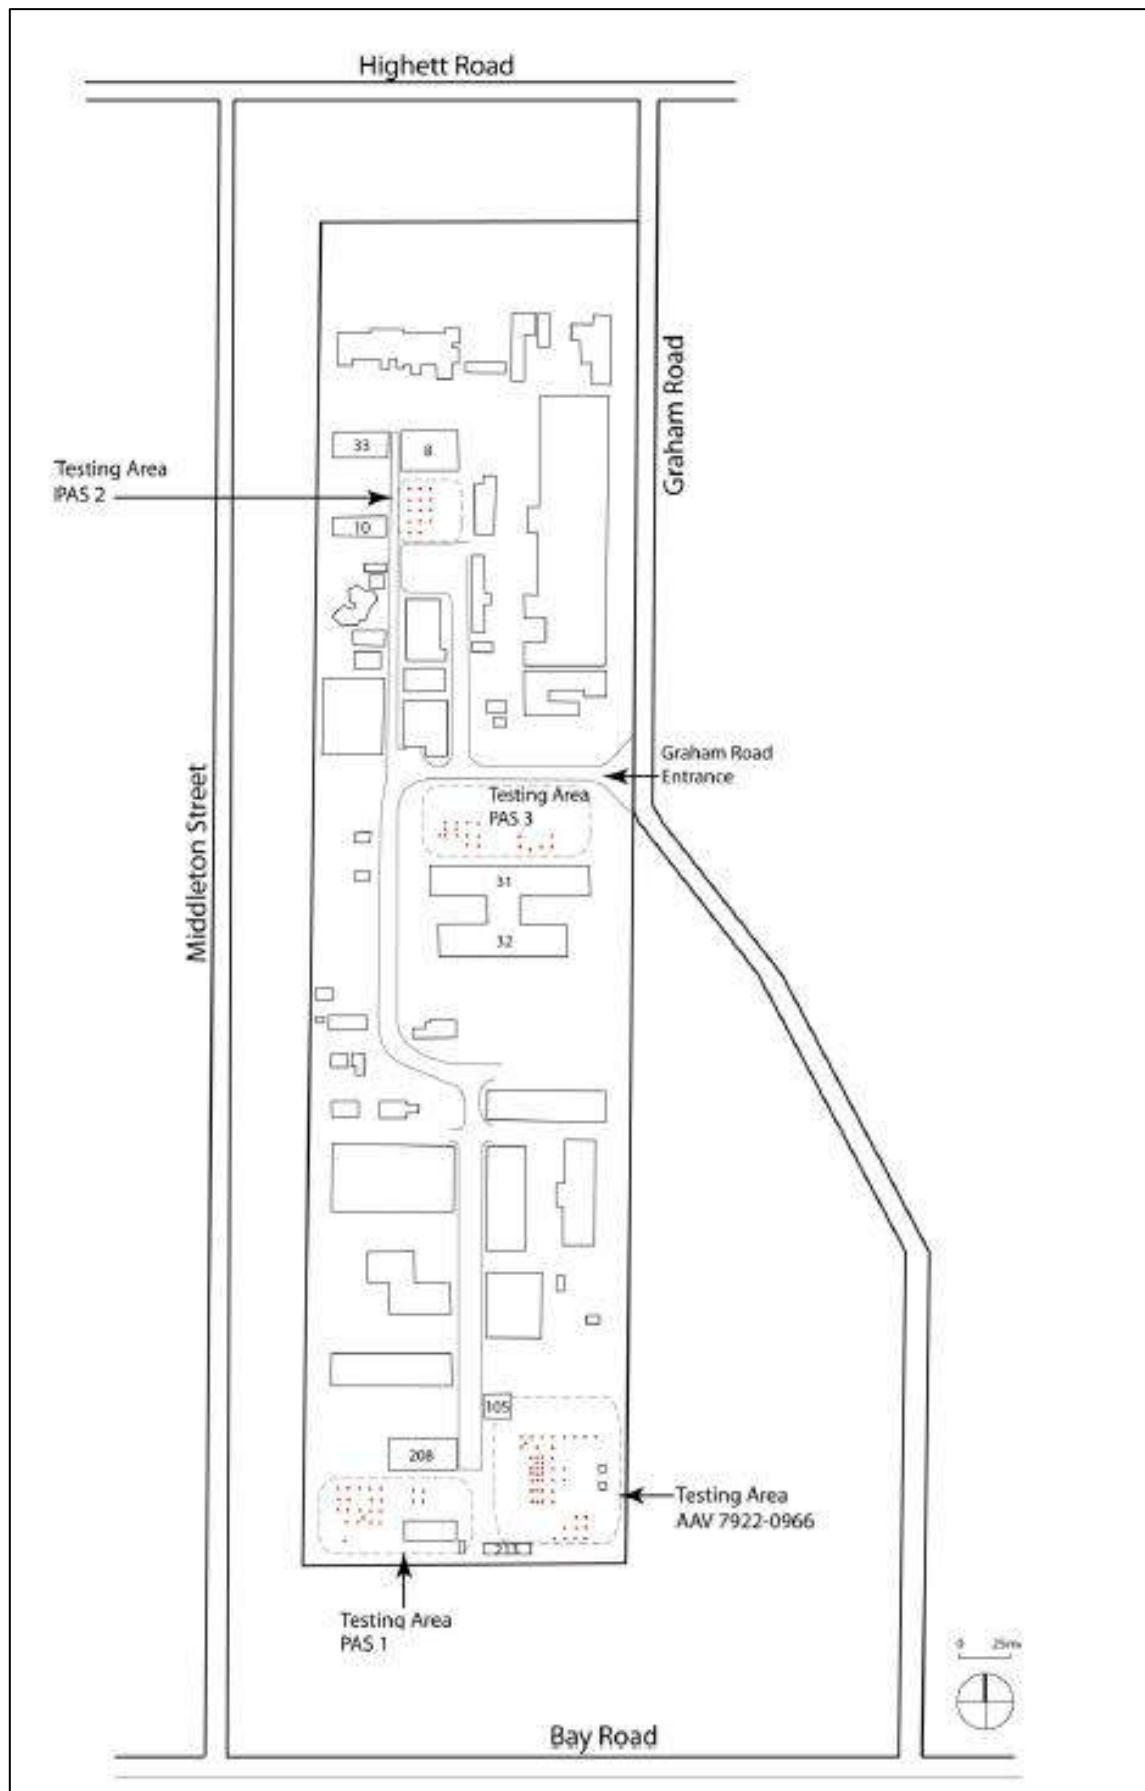 Highett Road
Graham Road
33
8
Testing Area
PAS 2
10
Graham Road
Entrance
Testing Area
PAS 3
Middleton Street
31
32
105
208
Testing Area
AAV 7922-0966
Testing Area
PAS 1
0 25m
Bay Road